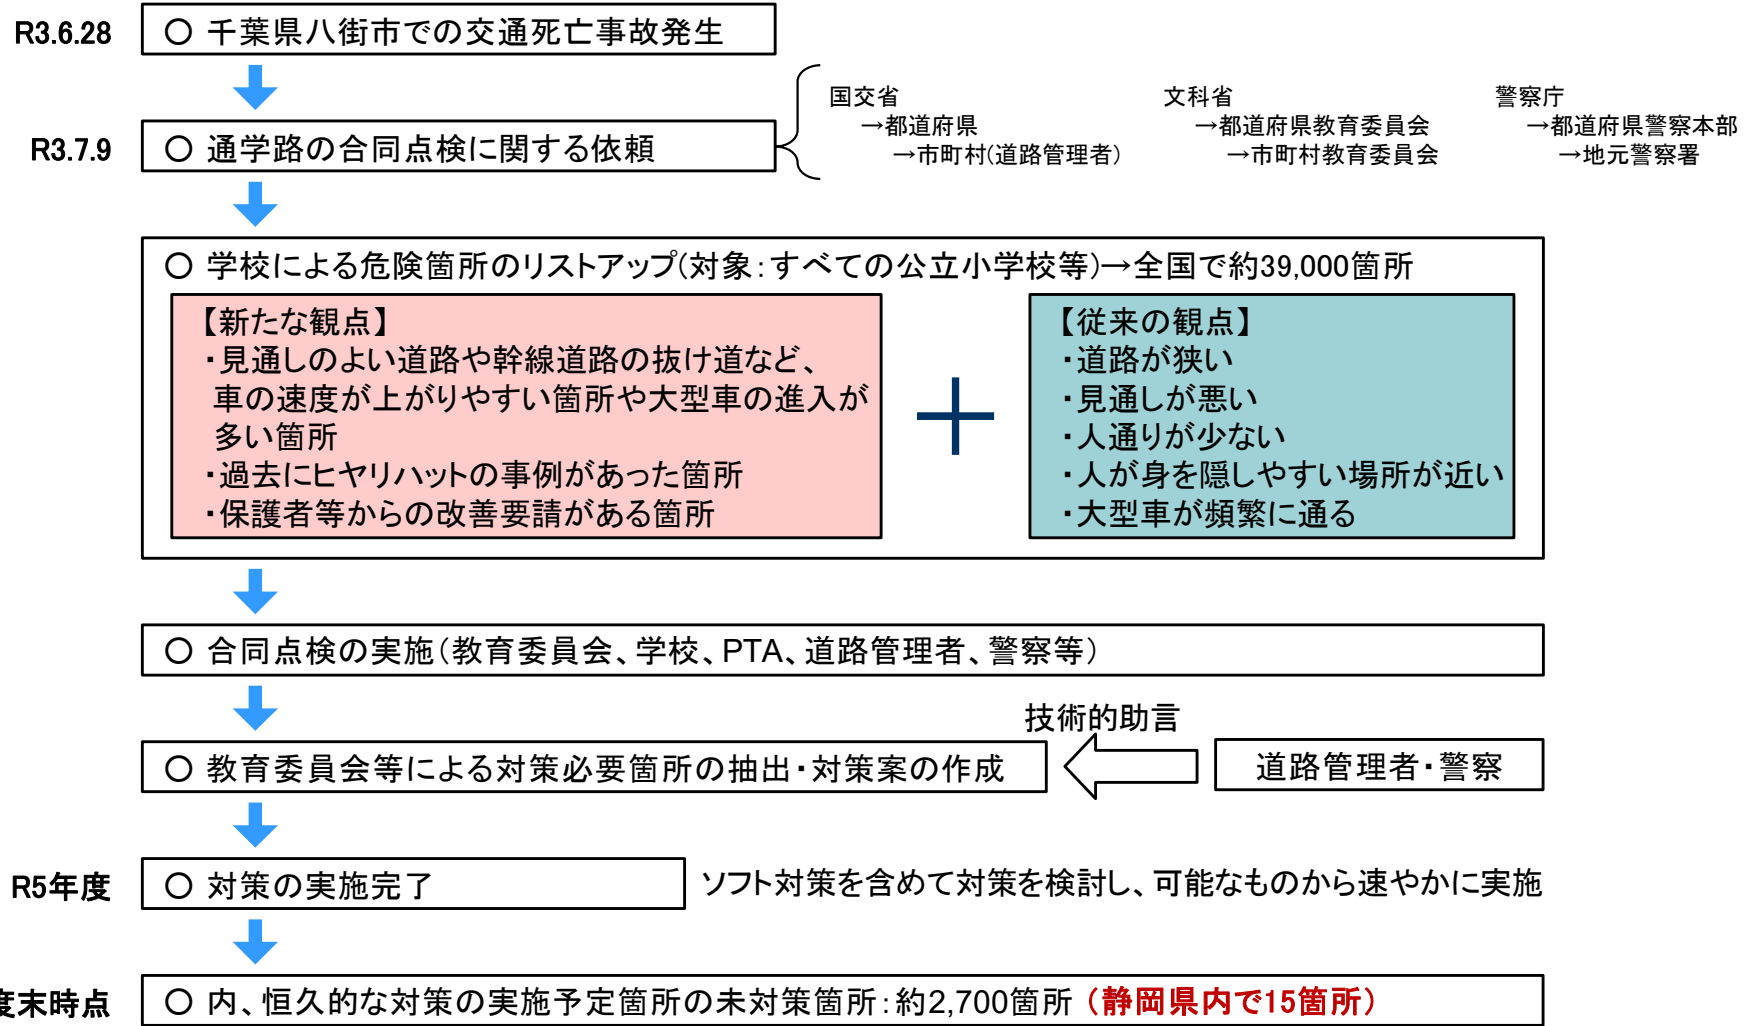 R3.6.28
○ 千葉県八街市での交通死亡事故発生
R3.7.9
○ 通学路の合同点検に関する依頼
国交省
→都道府県
→市町村(道路管理者)
文科省
→都道府県教育委員会
→市町村教育委員会
警察庁
→都道府県警察本部
→地元警察署
○ 学校による危険箇所のリストアップ(対象:すべての公立小学校等)→全国で約39,000箇所
【新たな観点】
・見通しのよい道路や幹線道路の抜け道など、
車の速度が上がりやすい箇所や大型車の進入が
多い箇所
・過去にヒヤリハットの事例があった箇所
・保護者等からの改善要請がある箇所
+
【従来の観点】
・道路が狭い
・見通しが悪い
・人通りが少ない
・人が身を隠しやすい場所が近い
・大型車が頻繁に通る
○ 合同点検の実施(教育委員会、学校、PTA、道路管理者、警察等)
技術的助言
○ 教育委員会等による対策必要箇所の抽出・対策案の作成
道路管理者・警察
R5年度
○ 対策の実施完了
ソフト対策を含めて対策を検討し、可能なものから速やかに実施
度末時点
○ 内、恒久的な対策の実施予定箇所の未対策箇所:約2,700箇所 (静岡県内で15箇所)